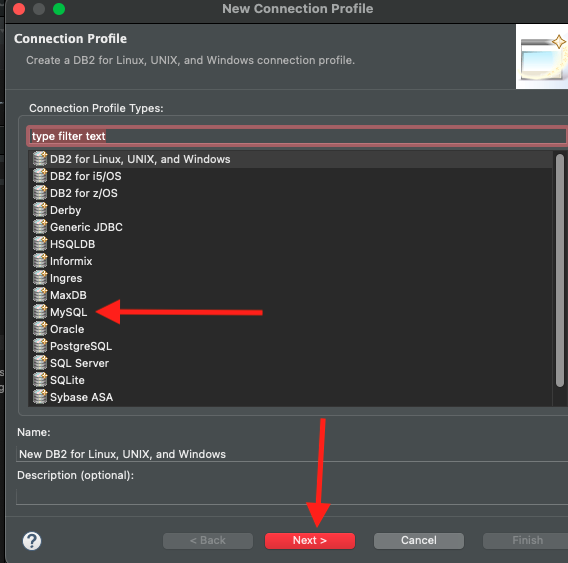 New Connection Profile
Connection Profile
Create a DB2 for Linux, UNIX, and Windows connection profile.
Connection Profile Types:
type filter text
DB2 for Linux, UNIX, and Windows
DB2 for i5/OS
DB2 for z/OS
Derby
Generic JDBC
HSQLDB
Informix
Ingres
MaxDB
MySQL
Oracle
PostgreSQL
SQL Server
SQLite
Sybase ASA
Name:
New DB2 for Linux, UNIX, and Windows
Description (optional):
? < Back Next > Cancel Finish